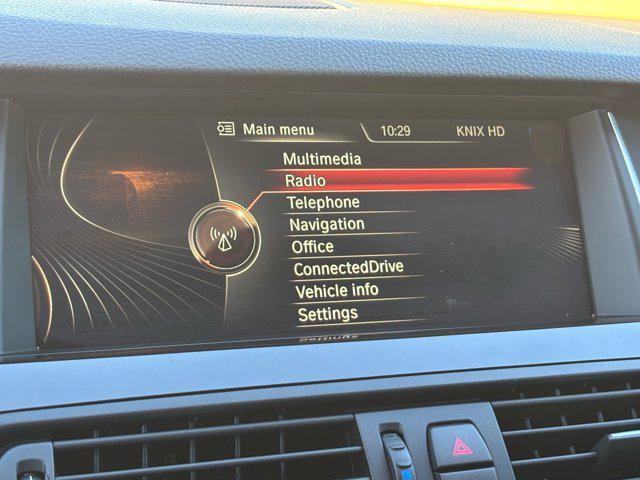 Main menu 10:29 KNIX HD
Multimedia
Radio
Telephone
Navigation
Office
ConnectedDrive
Vehicle info
Settings